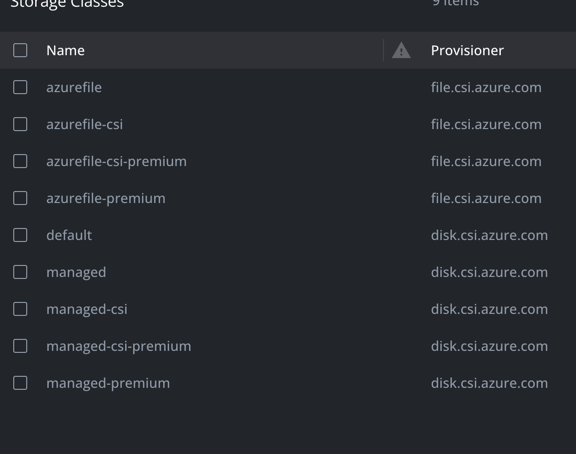 Storage Classes 9 items
Name Provisioner
azurefile file.csi.azure.com
azurefile-csi file.csi.azure.com
azurefile-csi-premium file.csi.azure.com
azurefile-premium file.csi.azure.com
default disk.csi.azure.com
managed disk.csi.azure.com
managed-csi disk.csi.azure.com
managed-csi-premium disk.csi.azure.com
managed-premium disk.csi.azure.com